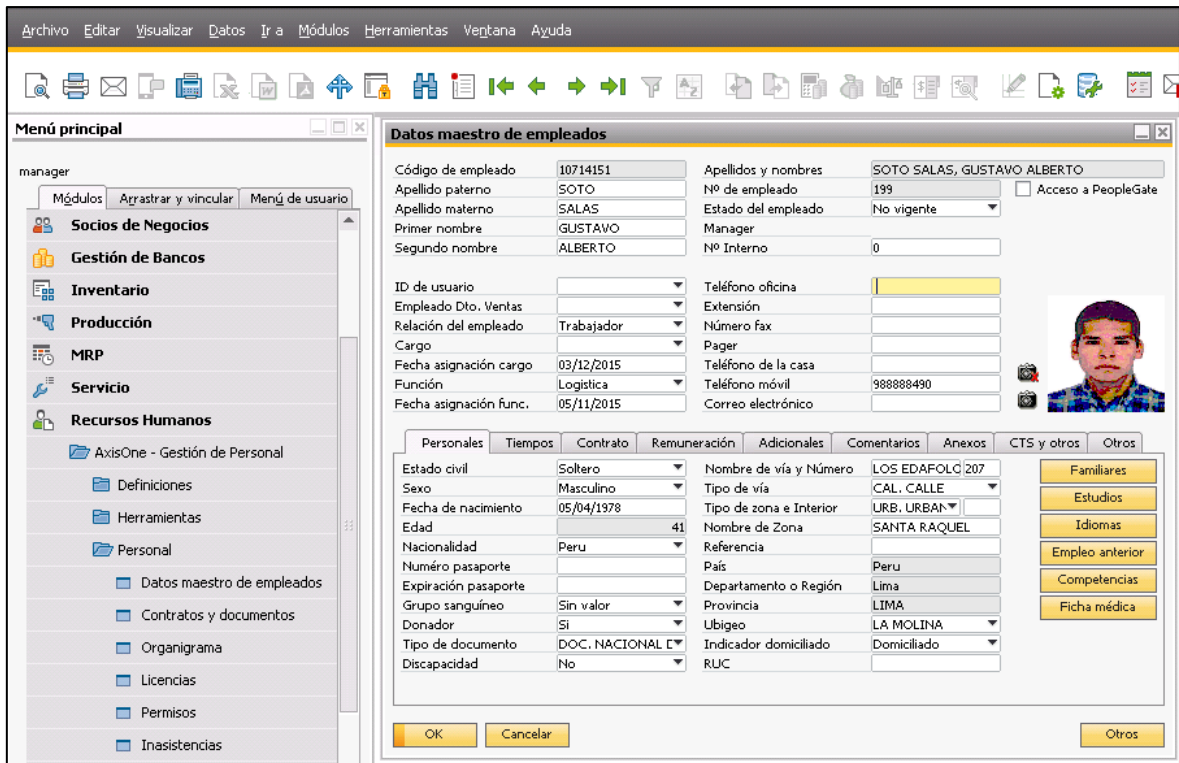 Archivo Editar Visualizar Datos Ir a Módulos Herramientas Ventana Ayuda
Menú principal
manager
Módulos Arrastrar y vincular Menú de usuario
Socios de Negocios
Gestión de Bancos
Inventario
Producción
MRP
Servicio
Recursos Humanos
AxisOne - Gestión de Personal
Definiciones
Herramientas
Personal
Datos maestro de empleados
Contratos y documentos
Organigrama
Licencias
Permisos
Inasistencias
Datos maestro de empleados
Código de empleado 10714151 Apellidos y nombres SOTO SALAS, GUSTAVO ALBERTO
Apellido paterno SOTO Nº de empleado 199 Acceso a PeopleGate
Apellido materno SALAS Estado del empleado No vigente
Primer nombre GUSTAVO Manager
Segundo nombre ALBERTO Nº Interno 0
ID de usuario Teléfono oficina
Empleado Dto. Ventas Extensión
Relación del empleado Trabajador Número fax
Cargo Pager
Fecha asignación cargo 03/12/2015 Teléfono de la casa
Función Logistica Teléfono móvil 988888490
Fecha asignación func. 05/11/2015 Correo electrónico
Personales Tiempos Contrato Remuneración Adicionales Comentarios Anexos CTS y otros Otros
Estado civil Soltero Nombre de vía y Número LOS EDAFOLO 207 Familiares
Sexo Masculino Tipo de vía CAL. CALLE
Fecha de nacimiento 05/04/1978 Tipo de zona e Interior URB. URBAN Estudios
Edad 41 Nombre de Zona SANTA RAQUEL Idiomas
Nacionalidad Peru Referencia Empleo anterior
Numéro pasaporte País Peru
Expiración pasaporte Departamento o Región Lima Competencias
Grupo sanguíneo Sin valor Provincia LIMA Ficha médica
Donador Si Ubigeo LA MOLINA
Tipo de documento DOC. NACIONAL D Indicador domiciliado Domiciliado
Discapacidad No RUC
OK Cancelar Otros